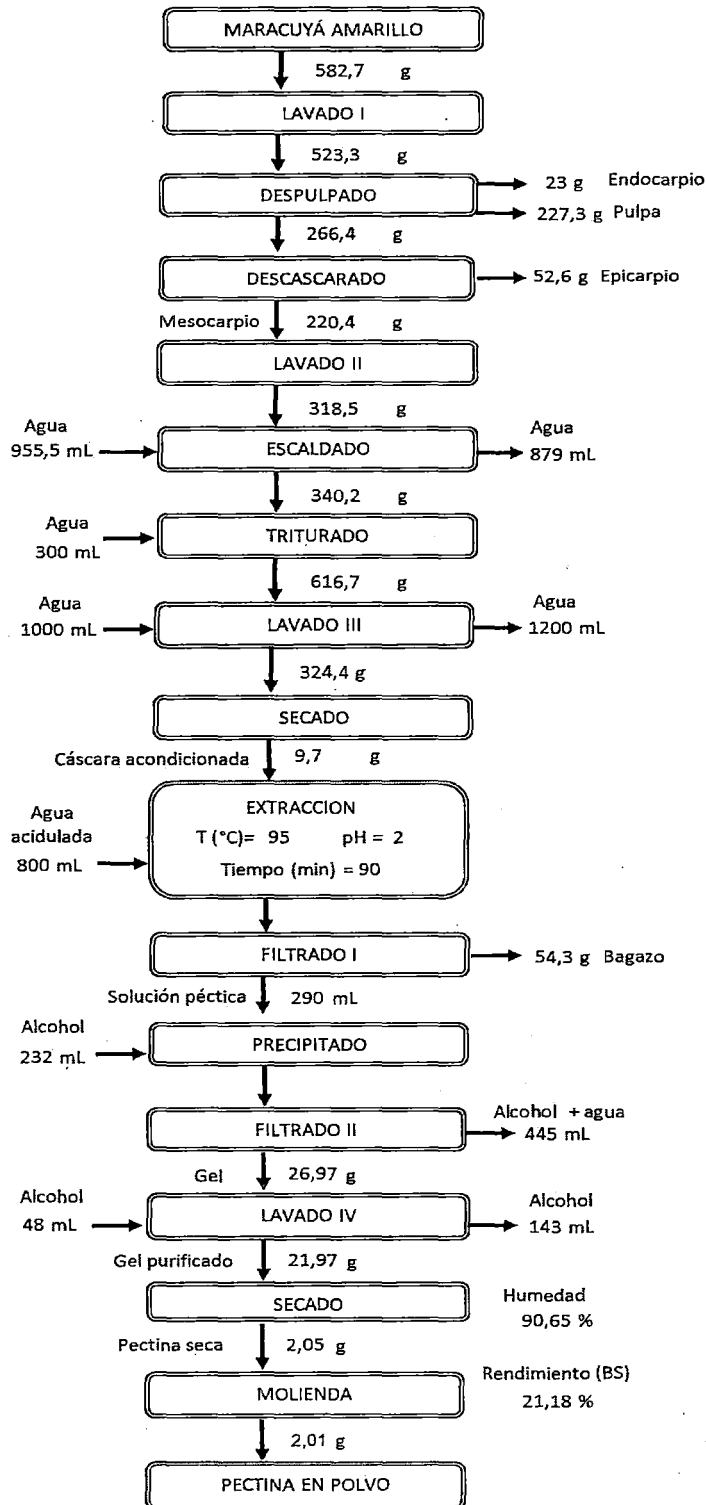 MARACUYÁ AMARILLO
582,7 g
LAVADO I
523,3 g
DESPULPADO
23 g Endocarpio
227,3 g Pulpa
266,4 g
DESCASCARADO
52,6 g Epicarpio
Mesocarpio 220,4 g
LAVADO II
318,5 g
Agua
955,5 mL
ESCALDADO
Agua
879 mL
340,2 g
Agua
300 mL
TRITURADO
616,7 g
Agua
1000 mL
LAVADO III
Agua
1200 mL
324,4 g
SECADO
Cáscara acondicionada 9,7 g
Agua
acidulada
800 mL
EXTRACCION
T (°C)= 95 pH = 2
Tiempo (min) = 90
FILTRADO I
54,3 g Bagazo
Solución péctica 290 mL
Alcohol
232 mL
PRECIPITADO
FILTRADO II
Alcohol + agua
445 mL
Gel 26,97 g
Alcohol
48 mL
LAVADO IV
Alcohol
143 mL
Gel purificado 21,97 g
SECADO
Humedad
90,65 %
Pectina seca 2,05 g
MOLIENDA
Rendimiento (BS)
21,18 %
2,01 g
PECTINA EN POLVO